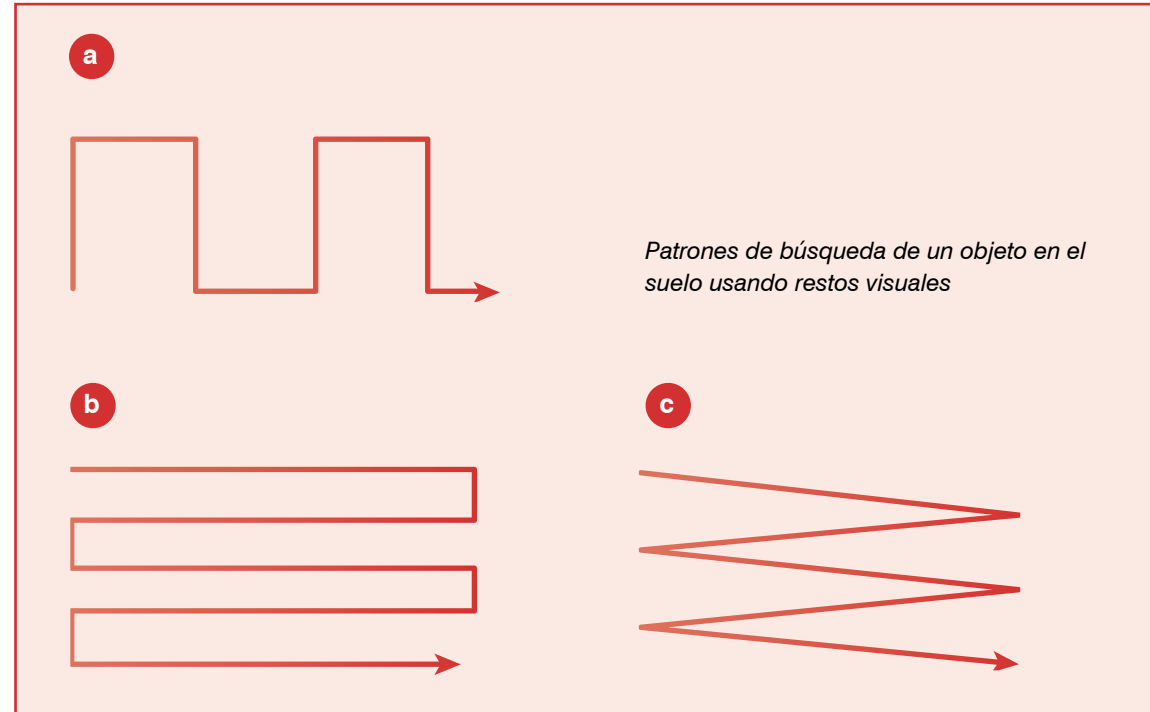 a
Patrones de búsqueda de un objeto en el
suelo usando restos visuales
b
c